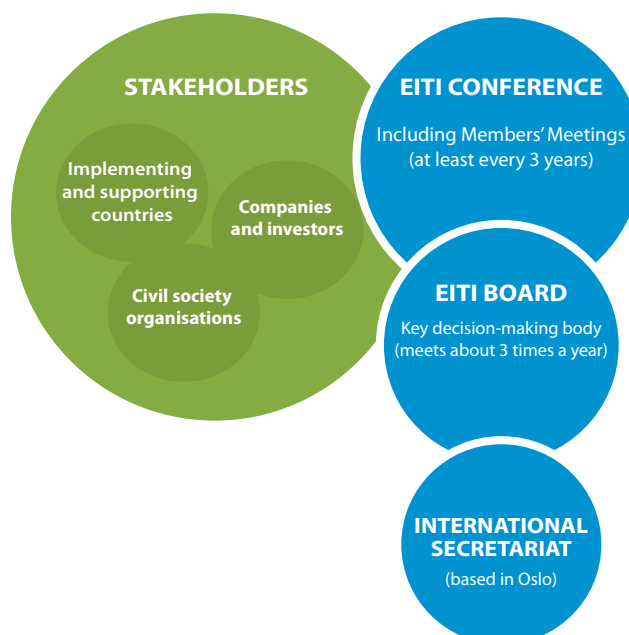 STAKEHOLDERS
Implementing
and supporting
countries
Companies
and investors
Civil society
organisations
EITI CONFERENCE
Including Members’ Meetings
(at least every 3 years)
EITI BOARD
Key decision-making body
(meets about 3 times a year)
INTERNATIONAL
SECRETARIAT
(based in Oslo)